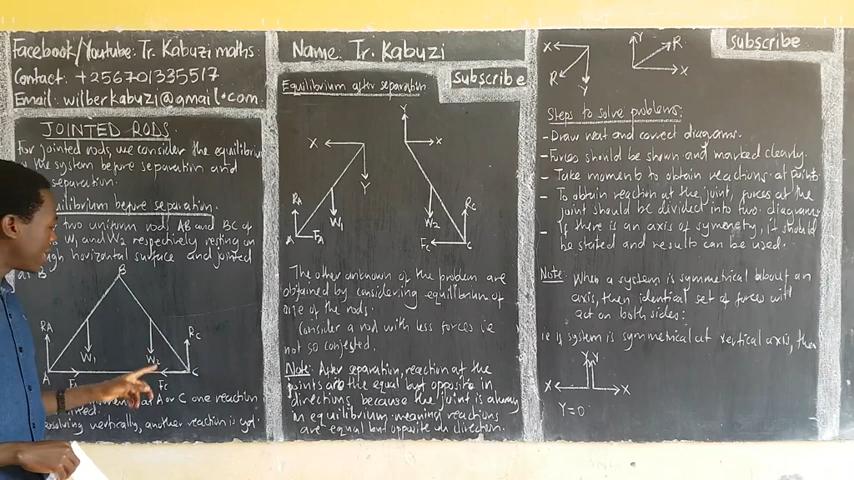 Facebook/Youtube: Tr. Kabuzi maths
Contact: +256701335517
Email: wilberkabuzi@gmail.com
JOINTED RODS
For jointed rods, we consider the equilibrium
the system before separation and
separation.
uilibrium before separation.
two uniform rods AB and BC of
W1 and W2 respectively resting on
horizontal surface and jointed
at B
B
RA
RC
W1
W2
A
FA
FC
C
at A or C one reaction
esolving vertically, another reaction is
Name: Tr. Kabuzi
subscribe
Equilibrium after separation
Y
X
X
Y
RA
W1
A
FA
W2
RC
FC
C
The other unknown of the problem are
obtained by considering equilibrium of
one of the rods.
Consider a rod with less forces i.e
not so conjested.
Note: After separation, reaction at the
joints are the equal but opposite in
directions, because the joint is always
in equilibrium meaning reactions
are equal but opposite in direction.
subscribe
X
R
Y
Y
R
X
Steps to solve problems:
- Draw neat and correct diagrams.
- Forces should be shown and marked clearly.
- Take moments to obtain reactions at points
- To obtain reaction at the joint, forces at the
joint should be divided into two diagrams
- If there is an axis of symmetry, it should
be stated and results can be used.
Note: When a system is symmetrical about an
axis, then identical set of forces will
act on both sides:
i.e if system is symmetrical at vertical axis, then
Y Y
X
X
Y=0